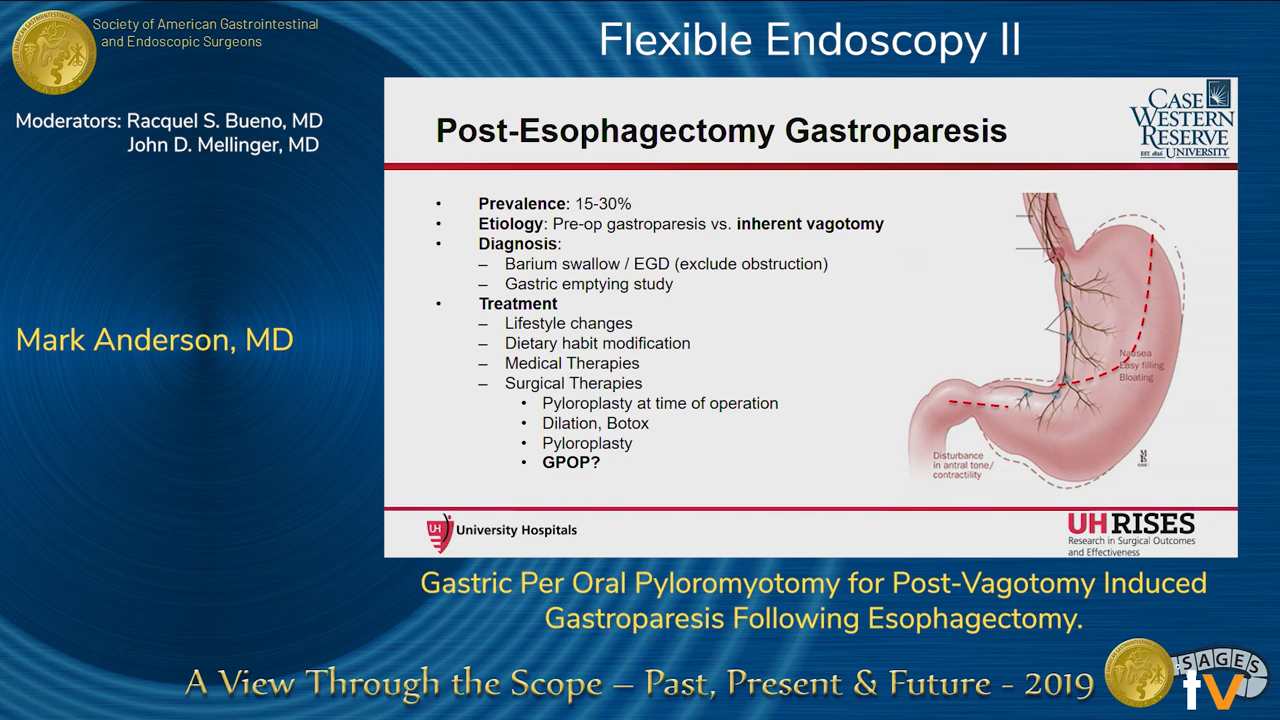 Society of American Gastrointestinal
and Endoscopic Surgeons
Flexible Endoscopy II
Moderators: Racquel S. Bueno, MD
John D. Mellinger, MD
Mark Anderson, MD
Post-Esophagectomy Gastroparesis
CASE
WESTERN
RESERVE
EST. 1826 UNIVERSITY
• Prevalence: 15-30%
• Etiology: Pre-op gastroparesis vs. inherent vagotomy
• Diagnosis:
– Barium swallow / EGD (exclude obstruction)
– Gastric emptying study
• Treatment
– Lifestyle changes
– Dietary habit modification
– Medical Therapies
– Surgical Therapies
• Pyloroplasty at time of operation
• Dilation, Botox
• Pyloroplasty
• GPOP?
Nausea
Easy filling
Bloating
Disturbance
in antral tone/
contractility
UH University Hospitals
UH RISES
Research in Surgical Outcomes
and Effectiveness
Gastric Per Oral Pyloromyotomy for Post-Vagotomy Induced
Gastroparesis Following Esophagectomy.
A View Through the Scope – Past, Present & Future - 2019
SAGES
tv